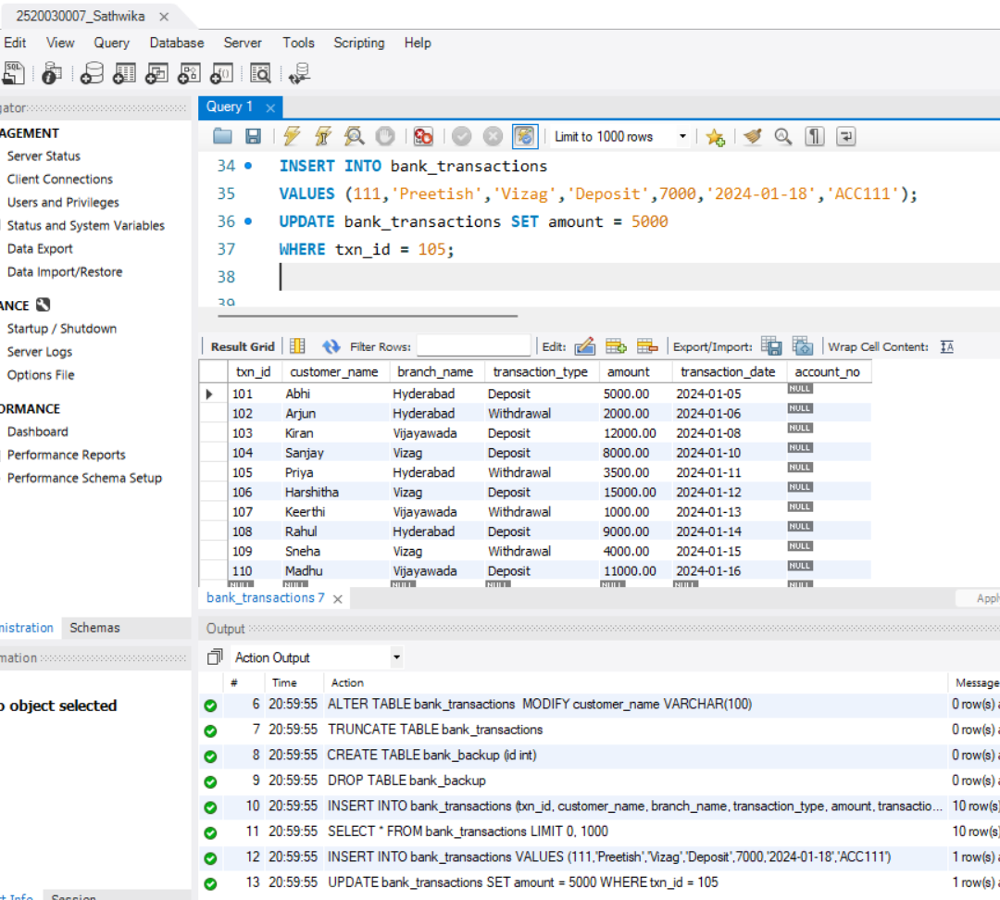 2520030007_Sathwika ×
Edit View Query Database Server Tools Scripting Help
Query 1 ×
AGEMENT
Server Status
Client Connections
Users and Privileges
Status and System Variables
Data Export
Data Import/Restore
ANCE
Startup / Shutdown
Server Logs
Options File
ORMANCE
Dashboard
Performance Reports
Performance Schema Setup
Limit to 1000 rows
34 INSERT INTO bank_transactions
35 VALUES (111,'Preetish','Vizag','Deposit',7000,'2024-01-18','ACC111');
36 UPDATE bank_transactions SET amount = 5000
37 WHERE txn_id = 105;
38
39
Result Grid Filter Rows: Edit: Export/Import: Wrap Cell Content:
txn_id customer_name branch_name transaction_type amount transaction_date account_no
101 Abhi Hyderabad Deposit 5000.00 2024-01-05 NULL
102 Arjun Hyderabad Withdrawal 2000.00 2024-01-06 NULL
103 Kiran Vijayawada Deposit 12000.00 2024-01-08 NULL
104 Sanjay Vizag Deposit 8000.00 2024-01-10 NULL
105 Priya Hyderabad Withdrawal 3500.00 2024-01-11 NULL
106 Harshitha Vizag Deposit 15000.00 2024-01-12 NULL
107 Keerthi Vijayawada Withdrawal 1000.00 2024-01-13 NULL
108 Rahul Hyderabad Deposit 9000.00 2024-01-14 NULL
109 Sneha Vizag Withdrawal 4000.00 2024-01-15 NULL
110 Madhu Vijayawada Deposit 11000.00 2024-01-16 NULL
NULL NULL NULL NULL NULL NULL NULL
bank_transactions 7 × Apply
nistration Schemas
mation
o object selected
Output
Action Output
# Time Action Message
6 20:59:55 ALTER TABLE bank_transactions MODIFY customer_name VARCHAR(100) 0 row(s) a
7 20:59:55 TRUNCATE TABLE bank_transactions 0 row(s) a
8 20:59:55 CREATE TABLE bank_backup (id int) 0 row(s) a
9 20:59:55 DROP TABLE bank_backup 0 row(s) a
10 20:59:55 INSERT INTO bank_transactions (txn_id, customer_name, branch_name, transaction_type, amount, transactio... 10 row(s)
11 20:59:55 SELECT * FROM bank_transactions LIMIT 0, 1000 10 row(s)
12 20:59:55 INSERT INTO bank_transactions VALUES (111,'Preetish','Vizag','Deposit',7000,'2024-01-18','ACC111') 1 row(s) a
13 20:59:55 UPDATE bank_transactions SET amount = 5000 WHERE txn_id = 105 1 row(s) a
t Info Session